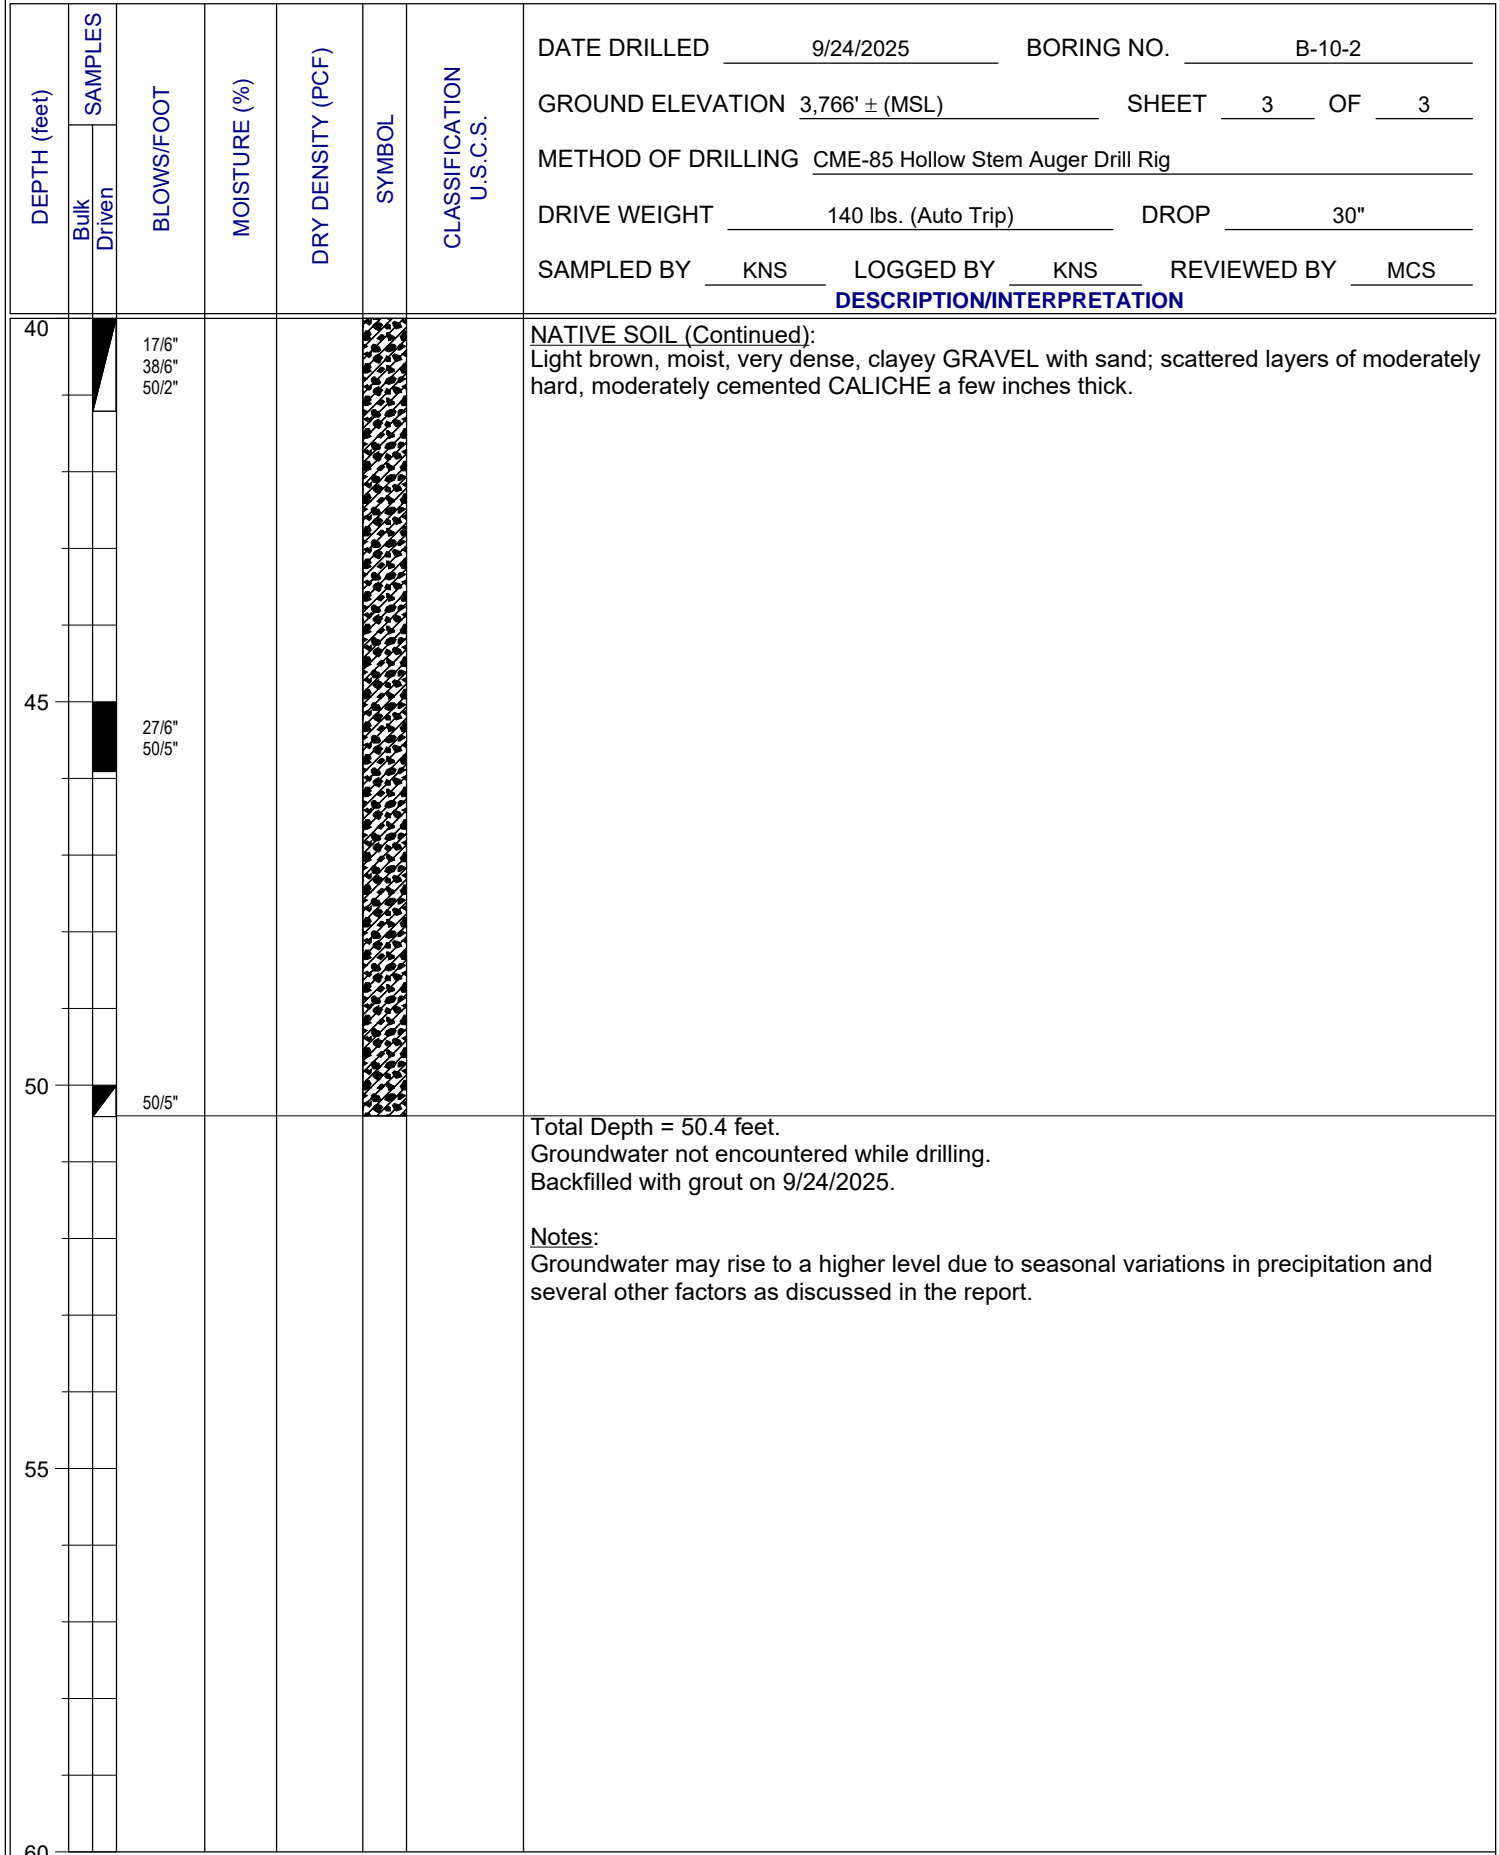 DEPTH (feet)
SAMPLES
Bulk
Driven
BLOWS/FOOT
MOISTURE (%)
DRY DENSITY (PCF)
SYMBOL
CLASSIFICATION
U.S.C.S.
DATE DRILLED 9/24/2025 BORING NO. B-10-2
GROUND ELEVATION 3,766' ± (MSL) SHEET 3 OF 3
METHOD OF DRILLING CME-85 Hollow Stem Auger Drill Rig
DRIVE WEIGHT 140 lbs. (Auto Trip) DROP 30"
SAMPLED BY KNS LOGGED BY KNS REVIEWED BY MCS
DESCRIPTION/INTERPRETATION
40
17/6"
38/6"
50/2"
NATIVE SOIL (Continued):
Light brown, moist, very dense, clayey GRAVEL with sand; scattered layers of moderately
hard, moderately cemented CALICHE a few inches thick.
45
27/6"
50/5"
50
50/5"
Total Depth = 50.4 feet.
Groundwater not encountered while drilling.
Backfilled with grout on 9/24/2025.
Notes:
Groundwater may rise to a higher level due to seasonal variations in precipitation and
several other factors as discussed in the report.
55
60